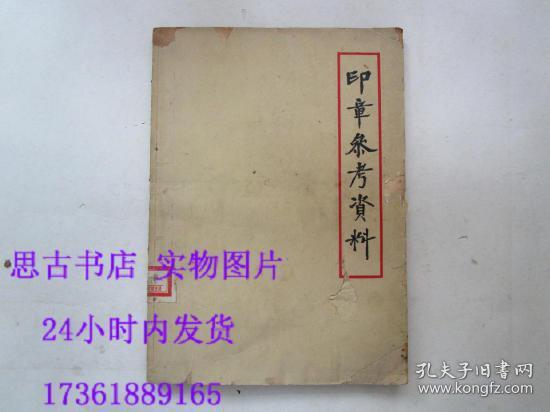 印章参考資料
思古书店 实物图片
24小时内发货
17361889165
孔夫子旧书网
www.kongfz.com